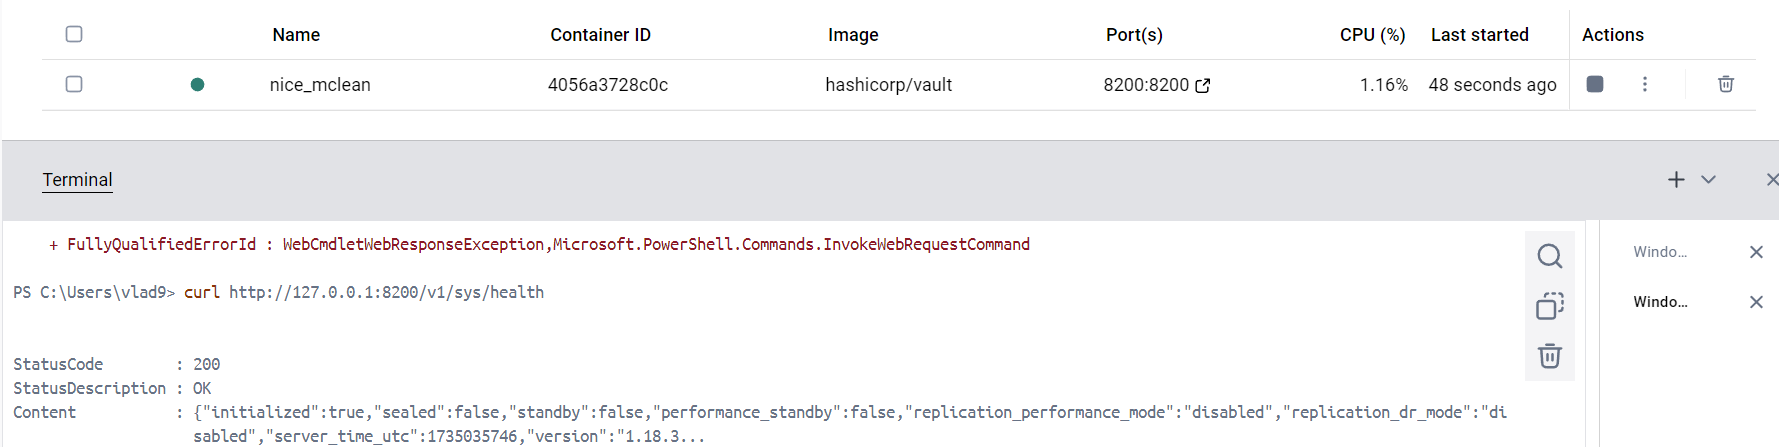 Name Container ID Image Port(s) CPU (%) Last started Actions
nice_mclean 4056a3728c0c hashicorp/vault 8200:8200 1.16% 48 seconds ago
Terminal
+ FullyQualifiedErrorId : WebCmdletWebResponseException,Microsoft.PowerShell.Commands.InvokeWebRequestCommand
Windo...
PS C:\Users\vlad9> curl http://127.0.0.1:8200/v1/sys/health
Windo...
StatusCode : 200
StatusDescription : OK
Content : {"initialized":true,"sealed":false,"standby":false,"performance_standby":false,"replication_performance_mode":"disabled","replication_dr_mode":"di
sabled","server_time_utc":1735035746,"version":"1.18.3...